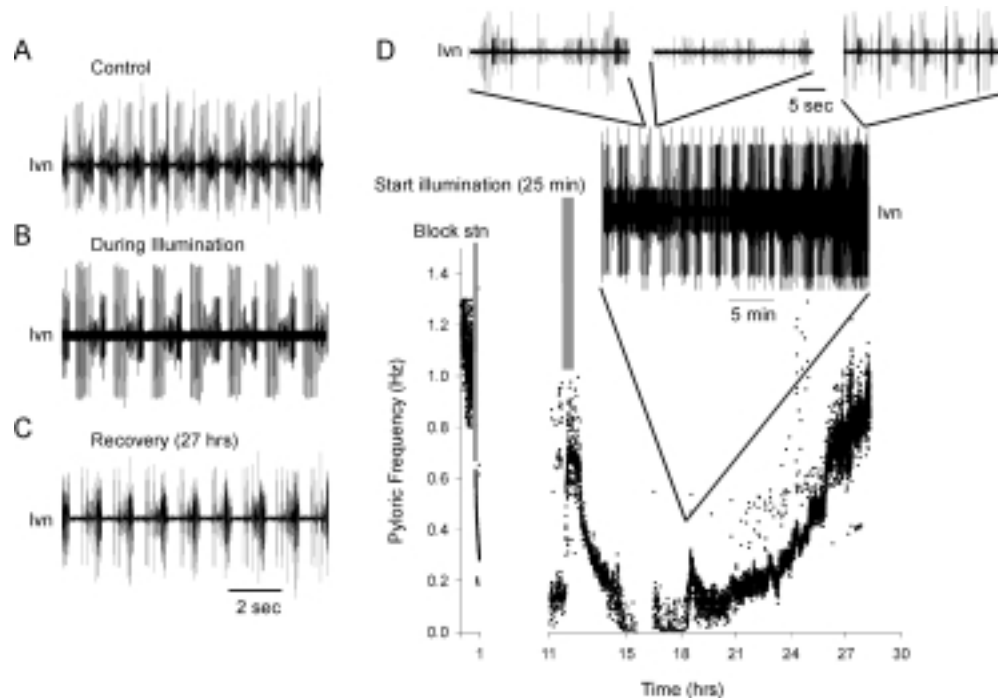 A
Control
lvn
B
During Illumination
lvn
C
Recovery (27 hrs)
lvn
2 sec
D
lvn
5 sec
Start illumination (25 min)
lvn
Block stn
5 min
Pyloric Frequency (Hz)
1.4
1.2
1.0
0.8
0.6
0.4
0.2
0.0
1 11 15 18 21 24 27 30
Time (hrs)